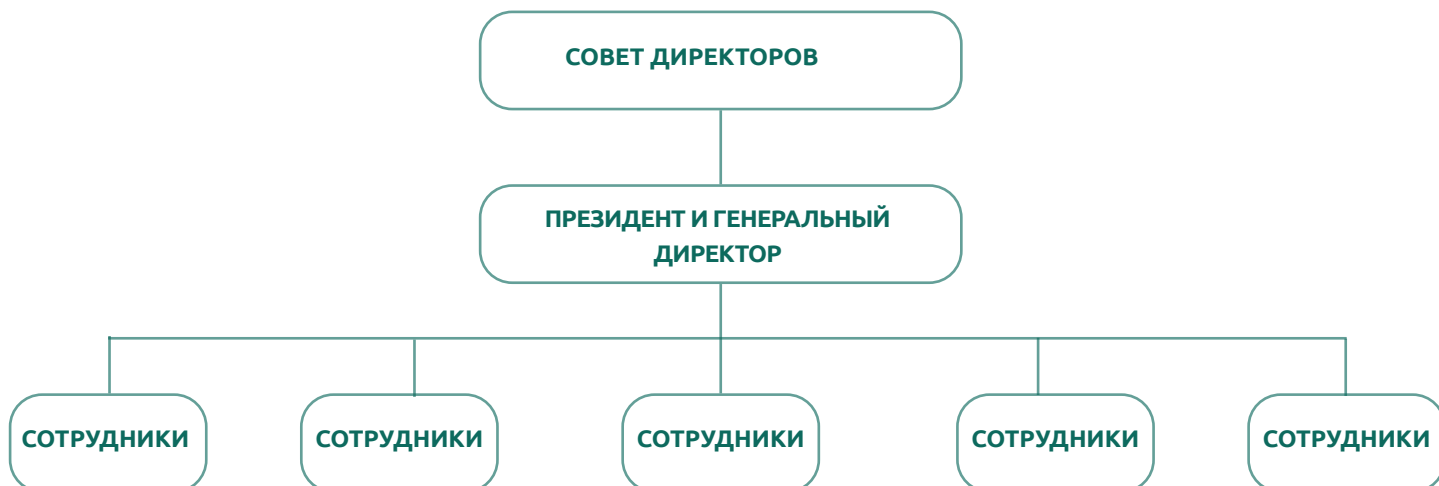 СОВЕТ ДИРЕКТОРОВ
ПРЕЗИДЕНТ И ГЕНЕРАЛЬНЫЙ
ДИРЕКТОР
СОТРУДНИКИ
СОТРУДНИКИ
СОТРУДНИКИ
СОТРУДНИКИ
СОТРУДНИКИ